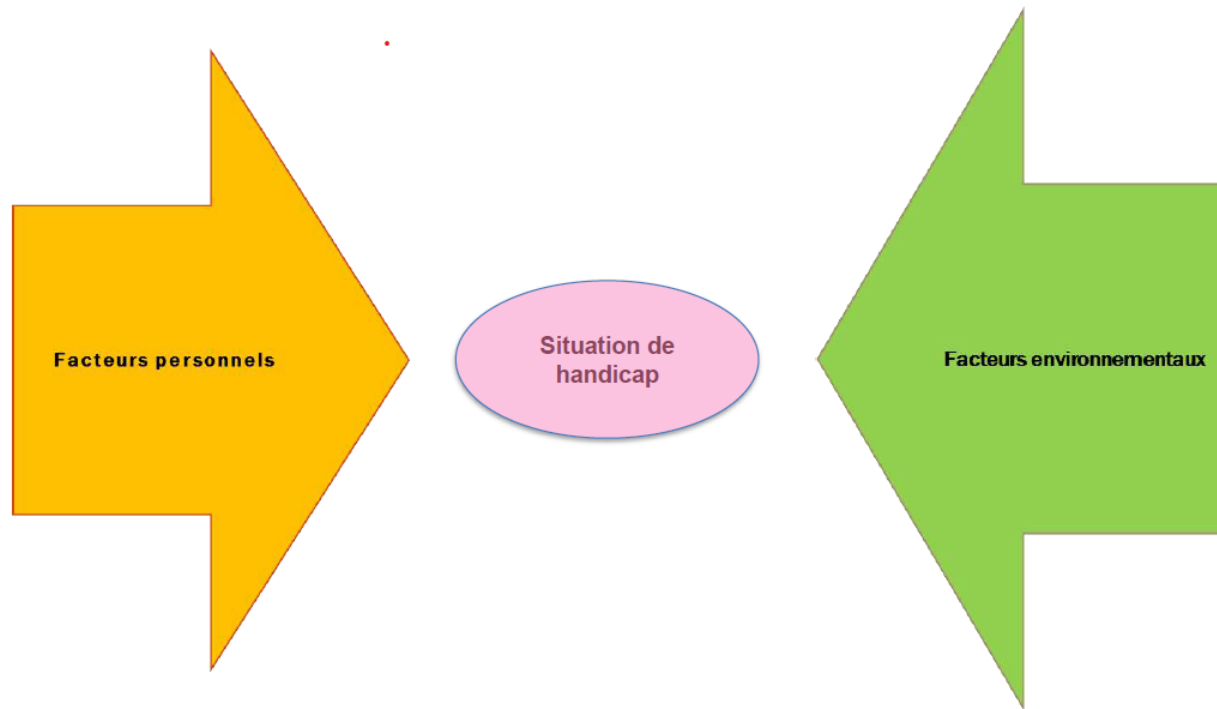 Facteurs personnels
Situation de
handicap
Facteurs environnementaux